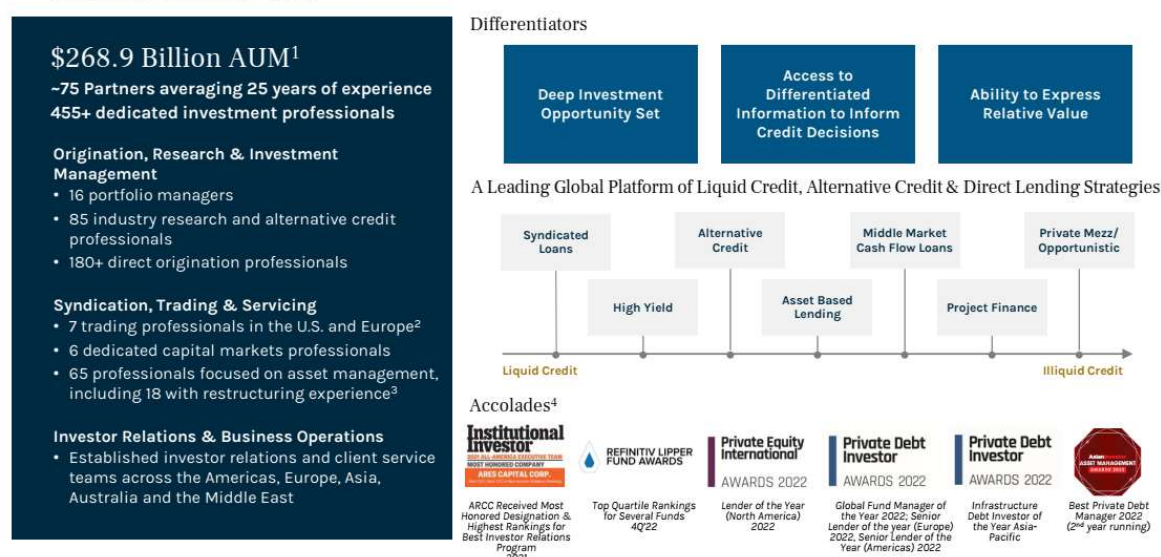 $268.9 Billion AUM¹
~75 Partners averaging 25 years of experience
455+ dedicated investment professionals
Origination, Research & Investment
Management
• 16 portfolio managers
• 85 industry research and alternative credit
professionals
• 180+ direct origination professionals
Syndication, Trading & Servicing
• 7 trading professionals in the U.S. and Europe²
• 6 dedicated capital markets professionals
• 65 professionals focused on asset management,
including 18 with restructuring experience³
Investor Relations & Business Operations
• Established investor relations and client service
teams across the Americas, Europe, Asia,
Australia and the Middle East
Differentiators
Deep Investment
Opportunity Set
Access to
Differentiated
Information to Inform
Credit Decisions
Ability to Express
Relative Value
A Leading Global Platform of Liquid Credit, Alternative Credit & Direct Lending Strategies
Syndicated
Loans
High Yield
Alternative
Credit
Asset Based
Lending
Middle Market
Cash Flow Loans
Project Finance
Private Mezz/
Opportunistic
Liquid Credit
Illiquid Credit
Accolades⁴
Institutional
Investor
2021 ALL-AMERICA EXECUTIVE TEAM
MOST HONORED COMPANY
ARES CAPITAL CORP.
ARCC Received Most
Honored Designation &
Highest Rankings for
Best Investor Relations
Program
2021
REFINITIV LIPPER
FUND AWARDS
Top Quartile Rankings
for Several Funds
4Q'22
Private Equity
International
AWARDS 2022
Lender of the Year
(North America)
2022
Private Debt
Investor
AWARDS 2022
Global Fund Manager of
the Year 2022; Senior
Lender of the year (Europe)
2022, Senior Lender of the
Year (Americas) 2022
Private Debt
Investor
AWARDS 2022
Infrastructure
Debt Investor of
the Year Asia-
Pacific
AsianInvestor
ASSET MANAGEMENT
AWARDS 2022
Best Private Debt
Manager 2022
(2nd year running)